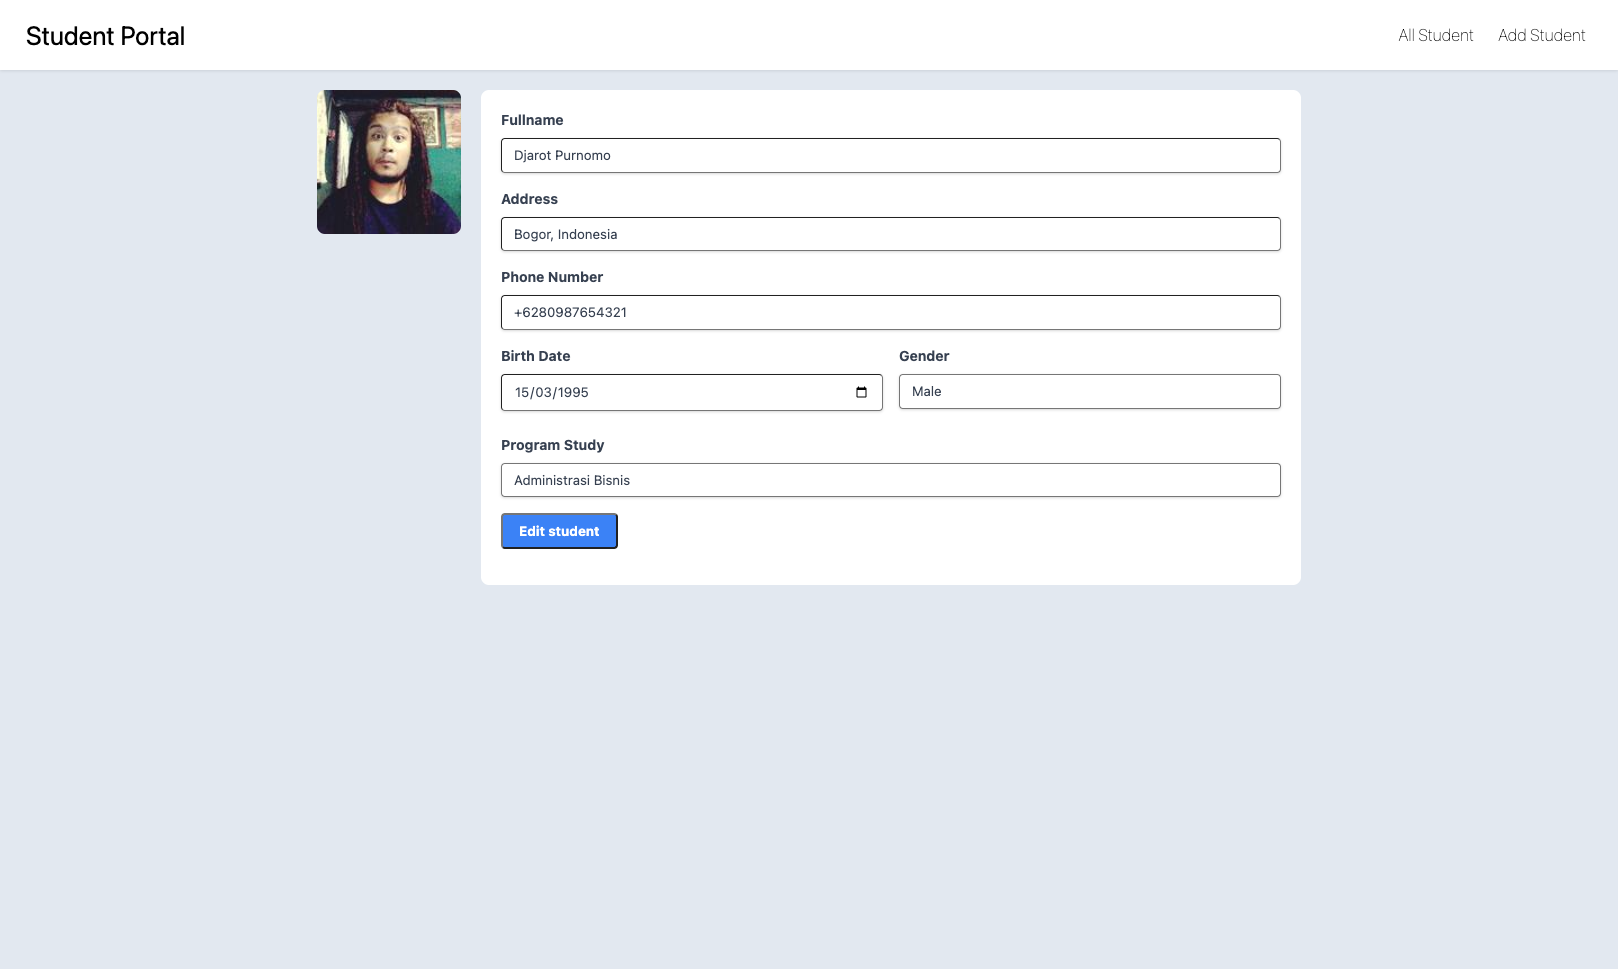 Student Portal
All Student
Add Student
Fullname
Djarot Purnomo
Address
Bogor, Indonesia
Phone Number
+6280987654321
Birth Date
Gender
15/03/1995
Male
Program Study
Administrasi Bisnis
Edit student